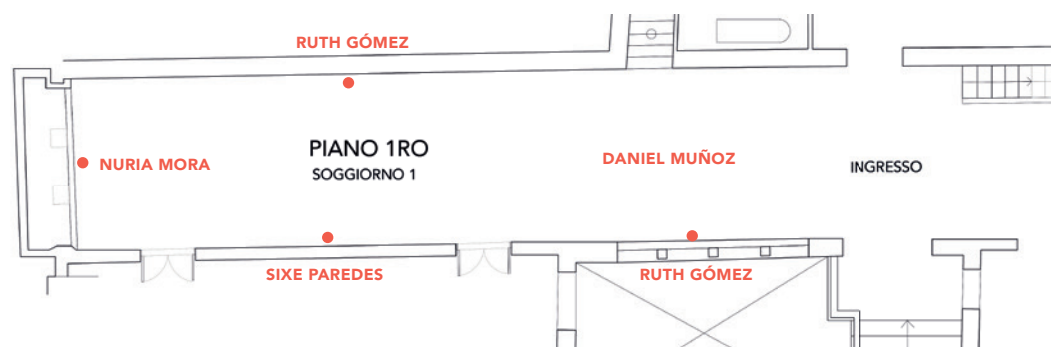 RUTH GÓMEZ
PIANO 1RO
SOGGIORNO 1
NURIA MORA
DANIEL MUÑOZ
INGRESSO
SIXE PAREDES
RUTH GÓMEZ